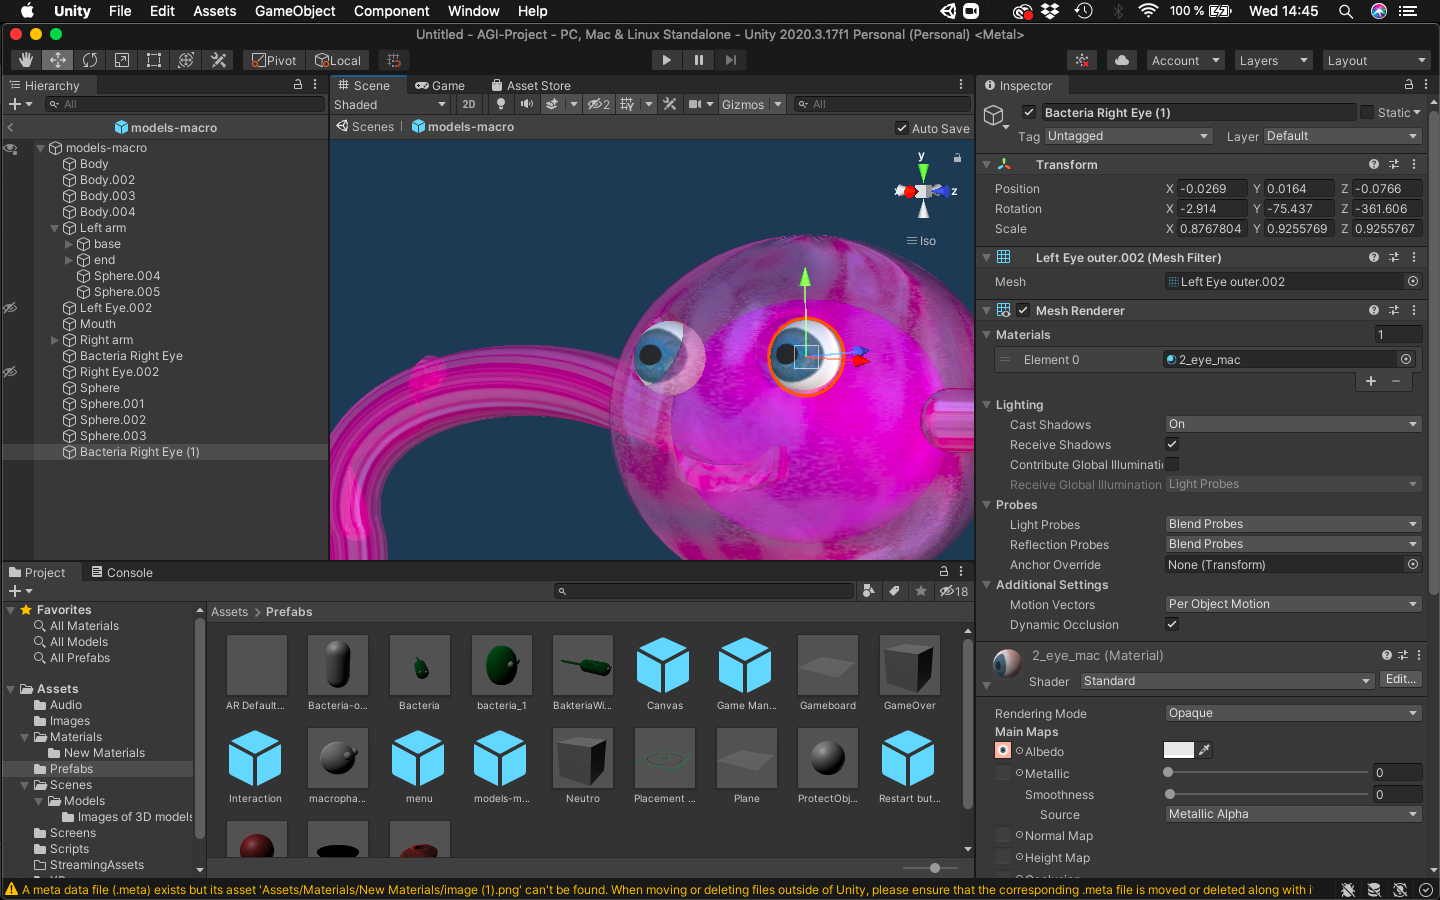 Unity File Edit Assets GameObject Component Window Help 100 % Wed 14:45
Untitled - AGI-Project - PC, Mac & Linux Standalone - Unity 2020.3.17f1 Personal (Personal) <Metal>
Pivot Local Account Layers Layout
Hierarchy
All
models-macro
models-macro
Body
Body.002
Body.003
Body.004
Left arm
base
end
Sphere.004
Sphere.005
Left Eye.002
Mouth
Right arm
Bacteria Right Eye
Right Eye.002
Sphere
Sphere.001
Sphere.002
Sphere.003
Bacteria Right Eye (1)
Scene Game Asset Store
Shaded 2D 2 Gizmos All
Scenes models-macro Auto Save
y
x z
Iso
Inspector
Bacteria Right Eye (1) Static
Tag Untagged Layer Default
Transform
Position X -0.0269 Y 0.0164 Z -0.0766
Rotation X -2.914 Y -75.437 Z -361.606
Scale X 0.8767804 Y 0.9255769 Z 0.9255767
Left Eye outer.002 (Mesh Filter)
Mesh Left Eye outer.002
Mesh Renderer
Materials 1
Element 0 2_eye_mac
Lighting
Cast Shadows On
Receive Shadows
Contribute Global Illuminati
Receive Global Illumination Light Probes
Probes
Light Probes Blend Probes
Reflection Probes Blend Probes
Anchor Override None (Transform)
Additional Settings
Motion Vectors Per Object Motion
Dynamic Occlusion
2_eye_mac (Material)
Shader Standard Edit...
Rendering Mode Opaque
Main Maps
Albedo
Metallic 0
Smoothness 0
Source Metallic Alpha
Normal Map
Height Map
Project Console
18
Favorites
All Materials
All Models
All Prefabs
Assets
Audio
Images
Materials
New Materials
Prefabs
Scenes
Models
Images of 3D models
Screens
Scripts
StreamingAssets
Assets > Prefabs
AR Default... Bacteria-o... Bacteria bacteria_1 BakteriaWi... Canvas Game Man... Gameboard GameOver
Interaction macropha... menu models-m... Neutro Placement ... Plane ProtectObj... Restart but...
A meta data file (.meta) exists but its asset 'Assets/Materials/New Materials/image (1).png' can't be found. When moving or deleting files outside of Unity, please ensure that the corresponding .meta file is moved or deleted along with i